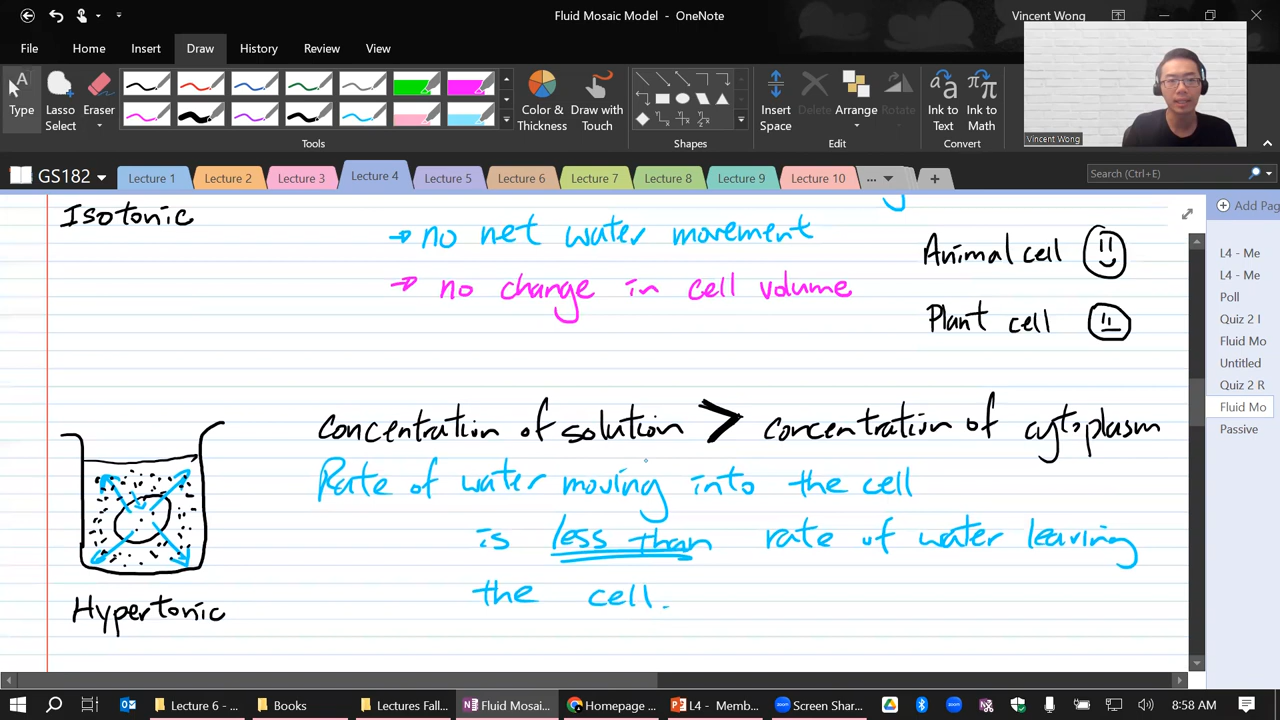 Fluid Mosaic Model - OneNote
Vincent Wong
File Home Insert Draw History Review View
Type
Lasso Select
Eraser
Color & Thickness
Draw with Touch
Insert Space
Delete
Arrange
Rotate
Ink to Text
Ink to Math
Tools
Shapes
Edit
Convert
Vincent Wong
GS182
Lecture 1 Lecture 2 Lecture 3 Lecture 4 Lecture 5 Lecture 6 Lecture 7 Lecture 8 Lecture 9 Lecture 10 ...
Search (Ctrl+E)
Add Pag
L4 - Me
L4 - Me
Poll
Quiz 2 I
Fluid Mo
Untitled
Quiz 2 R
Fluid Mo
Passive
Isotonic
→ no net water movement
→ no change in cell volume
Animal cell
Plant cell
concentration of solution > concentration of cytoplasm
Rate of water moving into the cell
is less than rate of water leaving
the cell.
Hypertonic
Lecture 6 - ...
Books
Lectures Fall...
Fluid Mosai...
Homepage ...
L4 - Memb...
Screen Shar...
8:58 AM